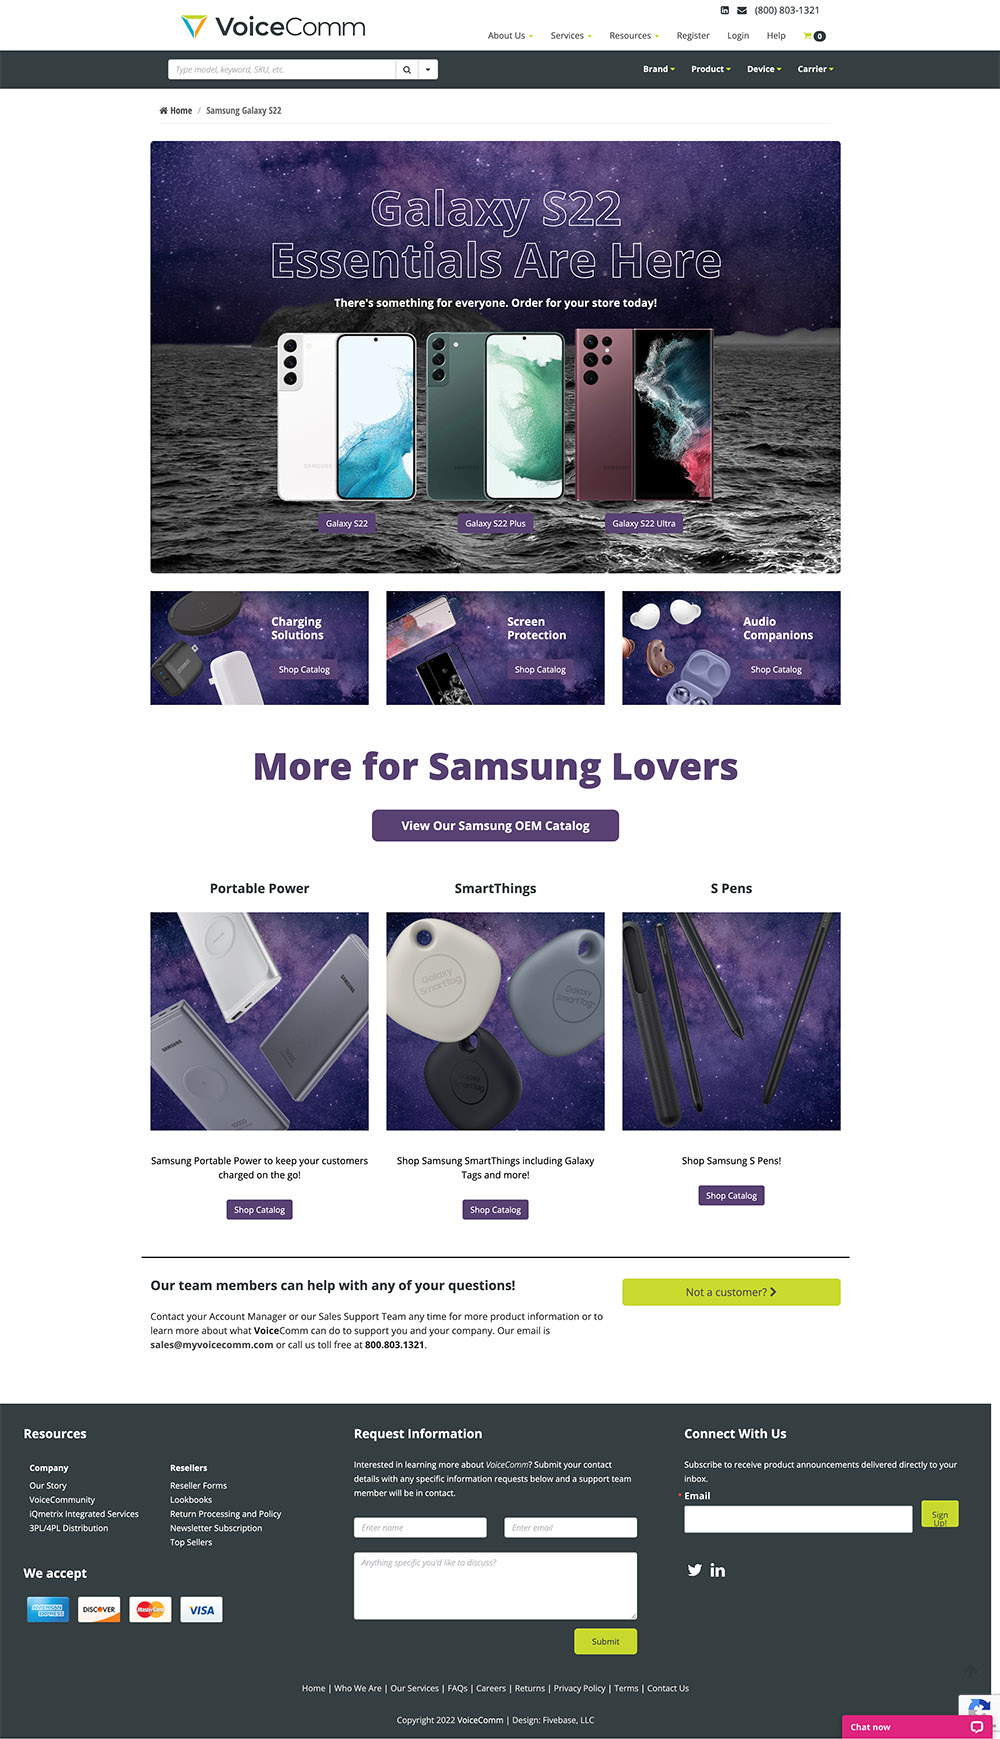 (800) 803-1321
VoiceComm
About Us Services Resources Register Login Help 0
Type model, keyword, SKU, etc.
Brand Product Device Carrier
Home / Samsung Galaxy S22
Galaxy S22
Essentials Are Here
There's something for everyone. Order for your store today!
SAMSUNG SAMSUNG SAMSUNG
Galaxy S22 Galaxy S22 Plus Galaxy S22 Ultra
Charging
Solutions
Shop Catalog
Screen
Protection
Shop Catalog
Audio
Companions
Shop Catalog
More for Samsung Lovers
View Our Samsung OEM Catalog
Portable Power
SAMSUNG
SAMSUNG
10000
Samsung Portable Power to keep your customers
charged on the go!
Shop Catalog
SmartThings
Galaxy
SmartTag
Galaxy
SmartTag
Galaxy
SmartTag
Shop Samsung SmartThings including Galaxy
Tags and more!
Shop Catalog
S Pens
Shop Samsung S Pens!
Shop Catalog
Our team members can help with any of your questions!
Contact your Account Manager or our Sales Support Team any time for more product information or to
learn more about what VoiceComm can do to support you and your company. Our email is
sales@myvoicecomm.com or call us toll free at 800.803.1321.
Not a customer?
Resources
Company
Our Story
VoiceCommunity
iQmetrix Integrated Services
3PL/4PL Distribution
Resellers
Reseller Forms
Lookbooks
Return Processing and Policy
Newsletter Subscription
Top Sellers
We accept
AMERICAN
EXPRESS
DISCOVER
MasterCard
VISA
Request Information
Interested in learning more about VoiceComm? Submit your contact
details with any specific information requests below and a support team
member will be in contact.
Enter name
Enter email
Anything specific you'd like to discuss?
Submit
Connect With Us
Subscribe to receive product announcements delivered directly to your
inbox.
* Email
Sign
Up!
Home | Who We Are | Our Services | FAQs | Careers | Returns | Privacy Policy | Terms | Contact Us
Copyright 2022 VoiceComm | Design: Fivebase, LLC
Chat now